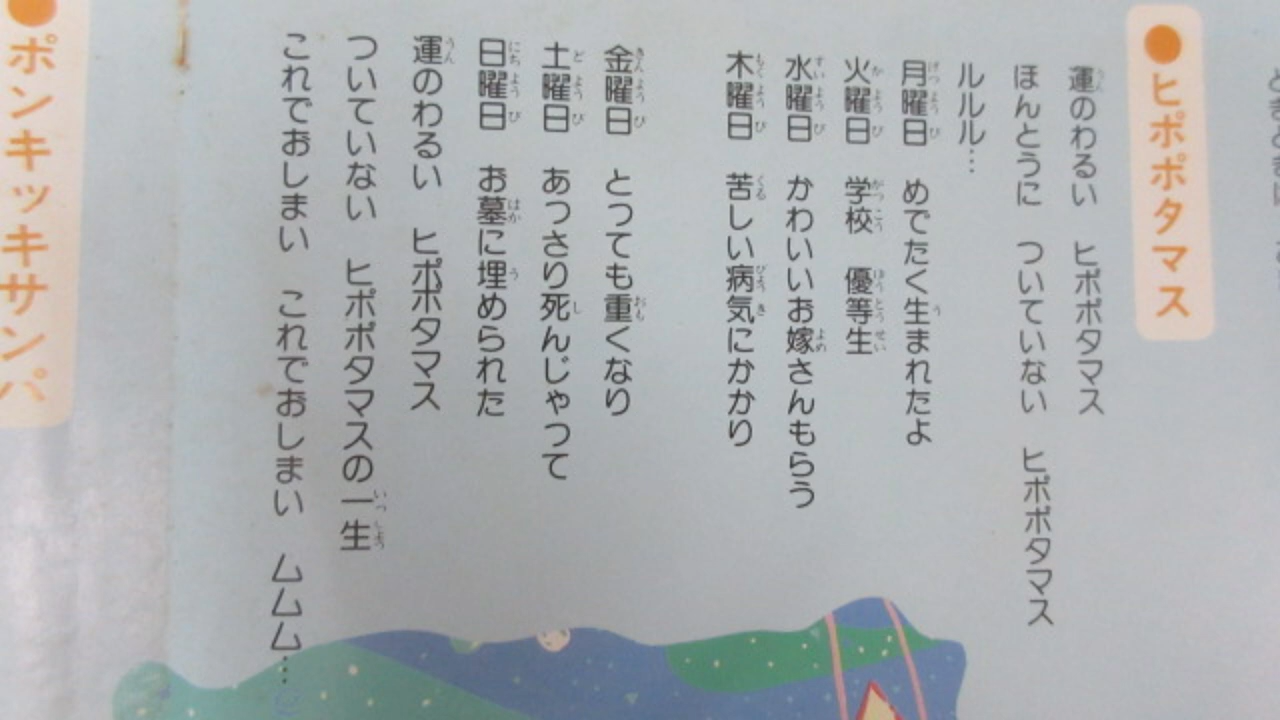 ●ヒポポタマス
運のわるい　ヒポポタマス
ほんとうに　ついていない　ヒポポタマス
ルルル…
月曜日　めでたく生まれたよ
火曜日　学校　優等生
水曜日　かわいいお嫁さんもらう
木曜日　苦しい病気にかかり
金曜日　とっても重くなり
土曜日　あっさり死んじゃって
日曜日　お墓に埋められた
運のわるい　ヒポポタマス
ついていない　ヒポポタマスの一生
これでおしまい　これでおしまい　ムムム…
●ポンキッキサンバ